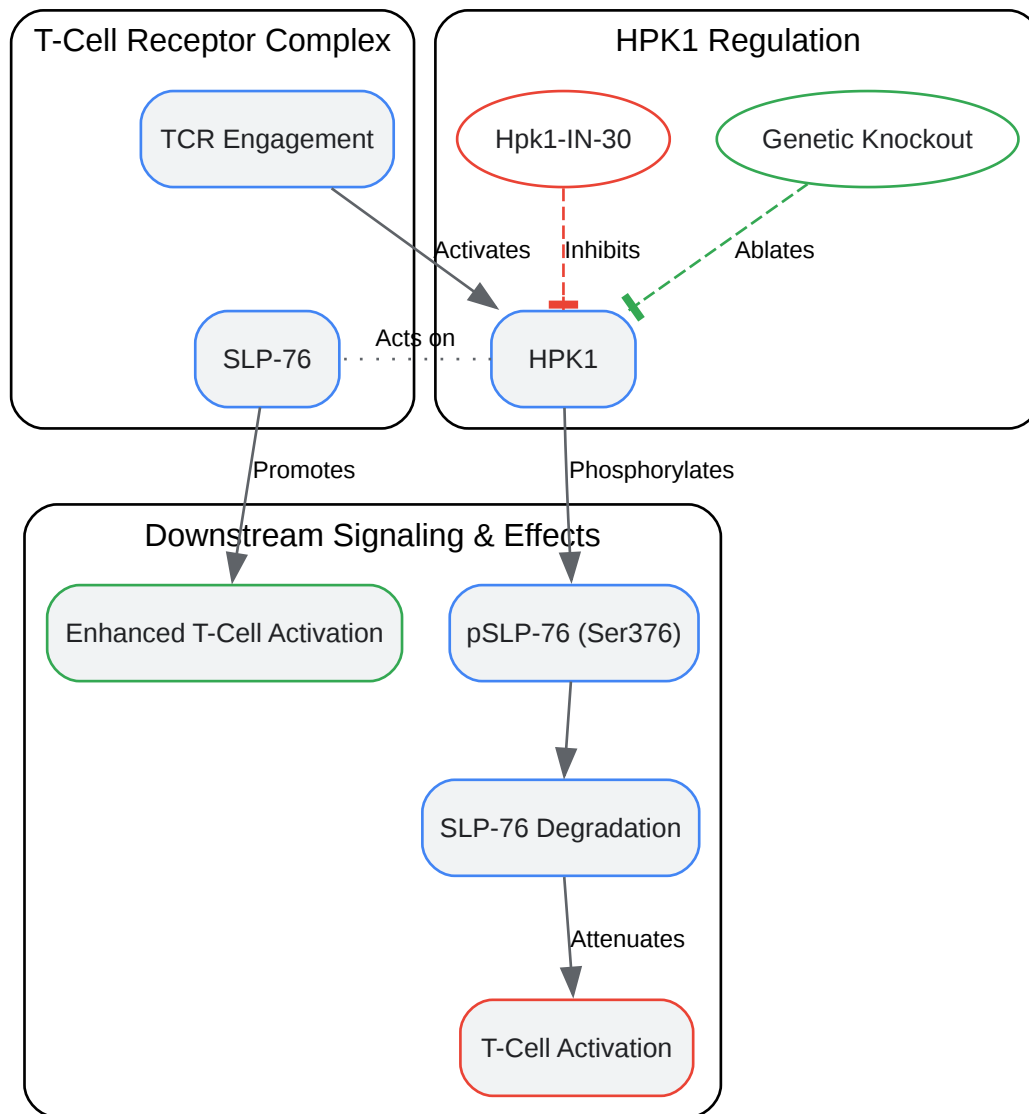 T-Cell Receptor Complex
HPK1 Regulation
TCR Engagement
Hpk1-IN-30
Genetic Knockout
Activates
Inhibits
Ablates
SLP-76
Acts on
HPK1
Promotes
Phosphorylates
Downstream Signaling & Effects
Enhanced T-Cell Activation
pSLP-76 (Ser376)
SLP-76 Degradation
Attenuates
T-Cell Activation